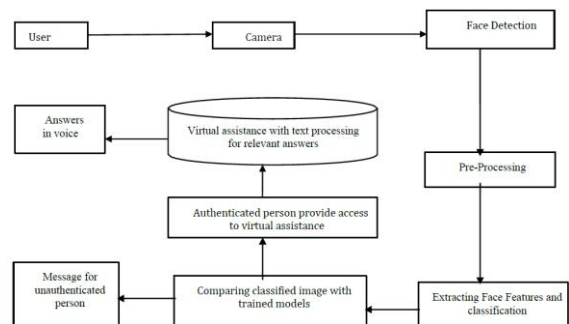 User
Camera
Face Detection
Answers
in voice
Virtual assistance with text processing
for relevant answers
Pre-Processing
Authenticated person provide access
to virtual assistance
Message for
unauthenticated
person
Comparing classified image with
trained models
Extracting Face Features and
classification